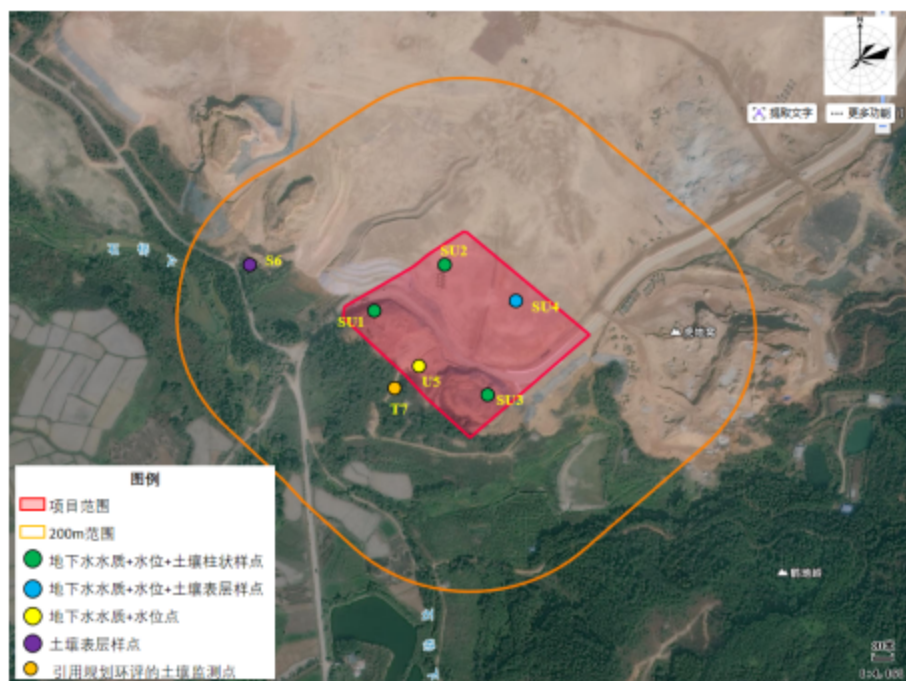 N
提取文字
更多功能
S6
SU2
SU4
SU1
U5
T7
SU3
图例
项目范围
200m范围
地下水水质+水位+土壤柱状样点
地下水水质+水位+土壤表层样点
地下水水质+水位点
土壤表层样点
引用规划环评的土壤监测点